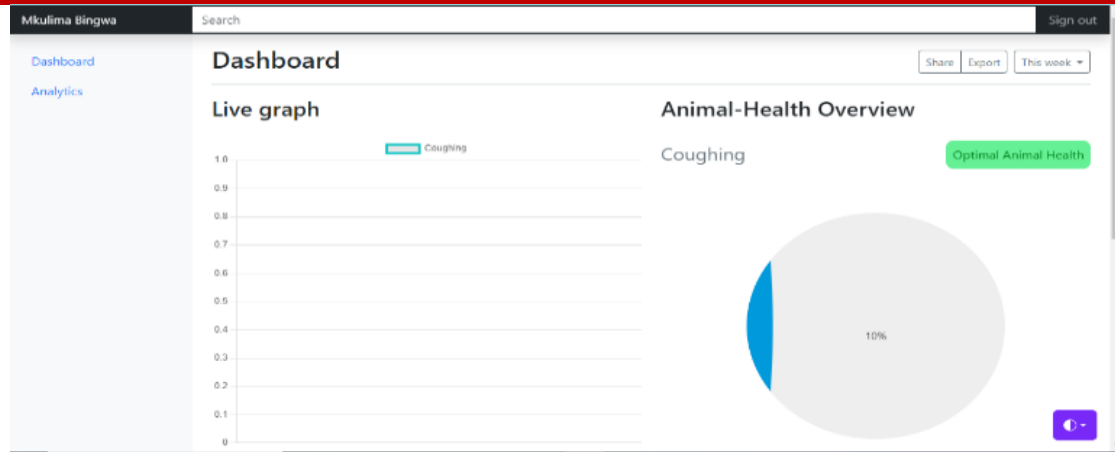 Mkulima Bingwa
Search
Sign out
Dashboard
Analytics
Dashboard
Share
Export
This week
Live graph
Coughing
1.0
0.9
0.8
0.7
0.6
0.5
0.4
0.3
0.2
0.1
0
Animal-Health Overview
Coughing
Optimal Animal Health
10%